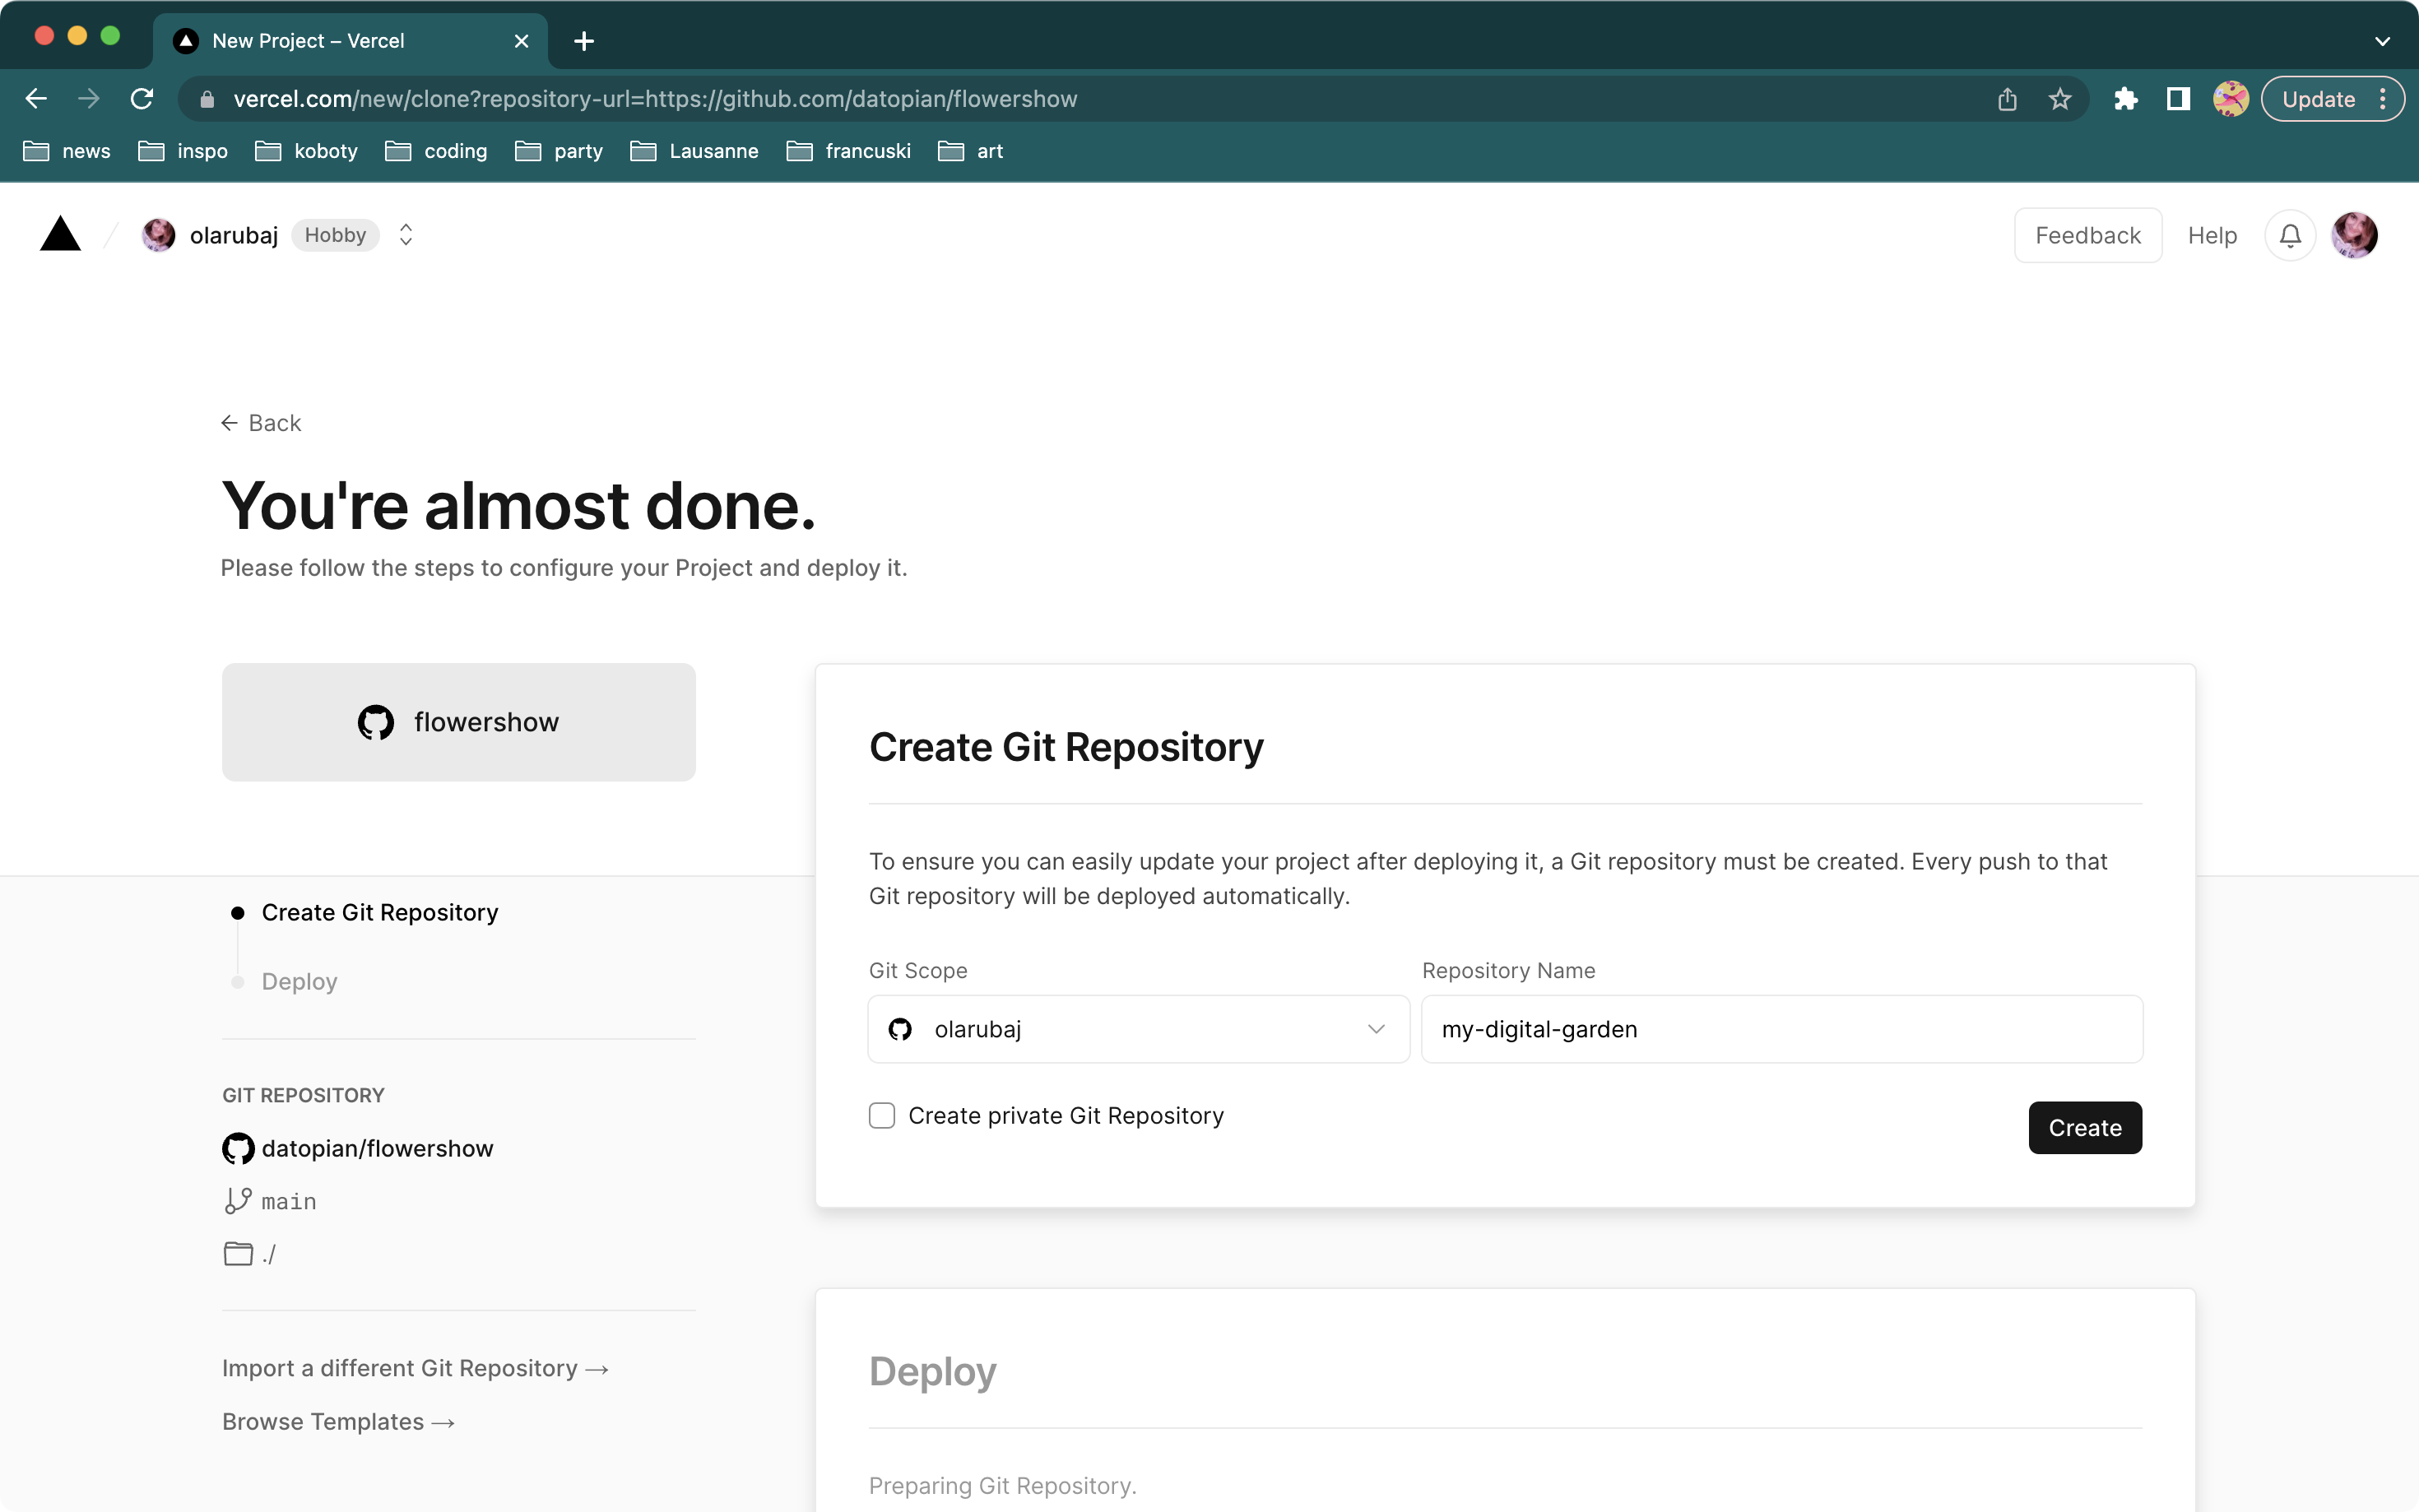 New Project – Vercel
vercel.com/new/clone?repository-url=https://github.com/datopian/flowershow
Update
news
inspo
koboty
coding
party
Lausanne
francuski
art
olarubaj
Hobby
Feedback
Help
Back
You're almost done.
Please follow the steps to configure your Project and deploy it.
flowershow
Create Git Repository
Deploy
GIT REPOSITORY
datopian/flowershow
main
./
Import a different Git Repository →
Browse Templates →
Create Git Repository
To ensure you can easily update your project after deploying it, a Git repository must be created. Every push to that
Git repository will be deployed automatically.
Git Scope
Repository Name
olarubaj
my-digital-garden
Create private Git Repository
Create
Deploy
Preparing Git Repository.